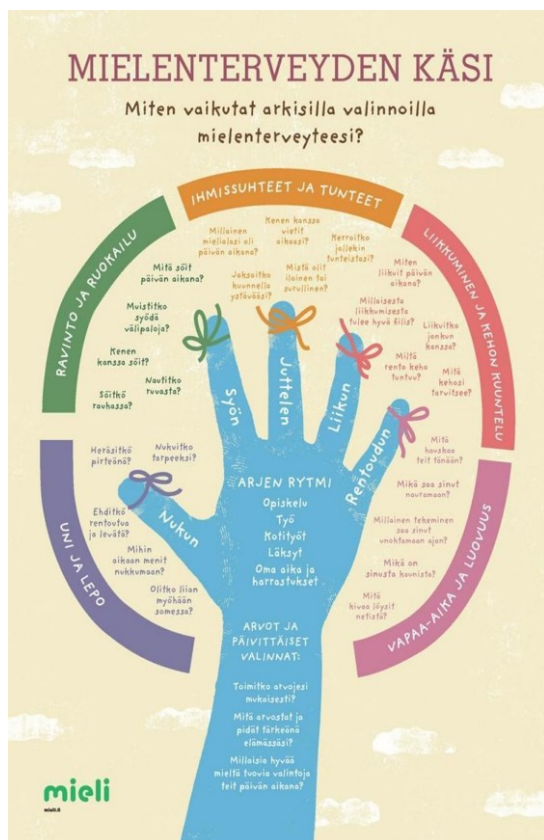 MIELENTERVEYDEN KÄSI
Miten vaikutat arkisilla valinnoilla
mielenterveyteesi?
UNI JA LEPO
Heräsitkö
pirteänä?
Nukuitko
tarpeeksi?
Ehditkö
rentoutua
ja levätä?
Mihin
aikaan menit
nukkumaan?
Olitko liian
myöhään
somessa?
RAVINTO JA RUOKAILU
Mitä söit
päivän aikana?
Muistitko
syödä
välipaloja?
Kenen
kanssa söit?
Nautitko
ruuasta?
Söitkö
rauhassa?
IHMISSUHTEET JA TUNTEET
Millainen
mielialasi oli
päivän aikana?
Kenen kanssa
vietit
aikaasi?
Kerroitko
jollekin
tunteistasi?
Jaksoitko
kuunnella
ystävääsi?
Mistä olit
iloinen tai
surullinen?
LIIKKUMINEN JA KEHON KUUNTELU
Miten
liikuit päivän
aikana?
Millaisesta
liikkumisesta
tulee hyvä fiilis?
Liikuitko
jonkun
kanssa?
Miltä
rento keho
tuntuu?
Mitä
kehosi
tarvitsee?
VAPAA-AIKA JA LUOVUUS
Mitä
hauskaa
teit tänään?
Mikä saa sinut
nauramaan?
Millainen tekeminen
saa sinut
unohtamaan ajan?
Mikä on
sinusta kaunista?
Mitä
kivaa löysit
netistä?
Nukun
Syön
Juttelen
Liikun
Rentoudun
ARJEN RYTMI
Opiskelu
Työ
Kotityöt
Läksyt
Oma aika ja
harrastukset
ARVOT JA
PÄIVITTÄISET
VALINNAT:
Toimitko arvojesi
mukaisesti?
Mitä arvostat ja
pidät tärkeänä
elämässäsi?
Millaisia hyvää
mieltä tuovia valintoja
teit päivän aikana?
mieli
mieli.fi